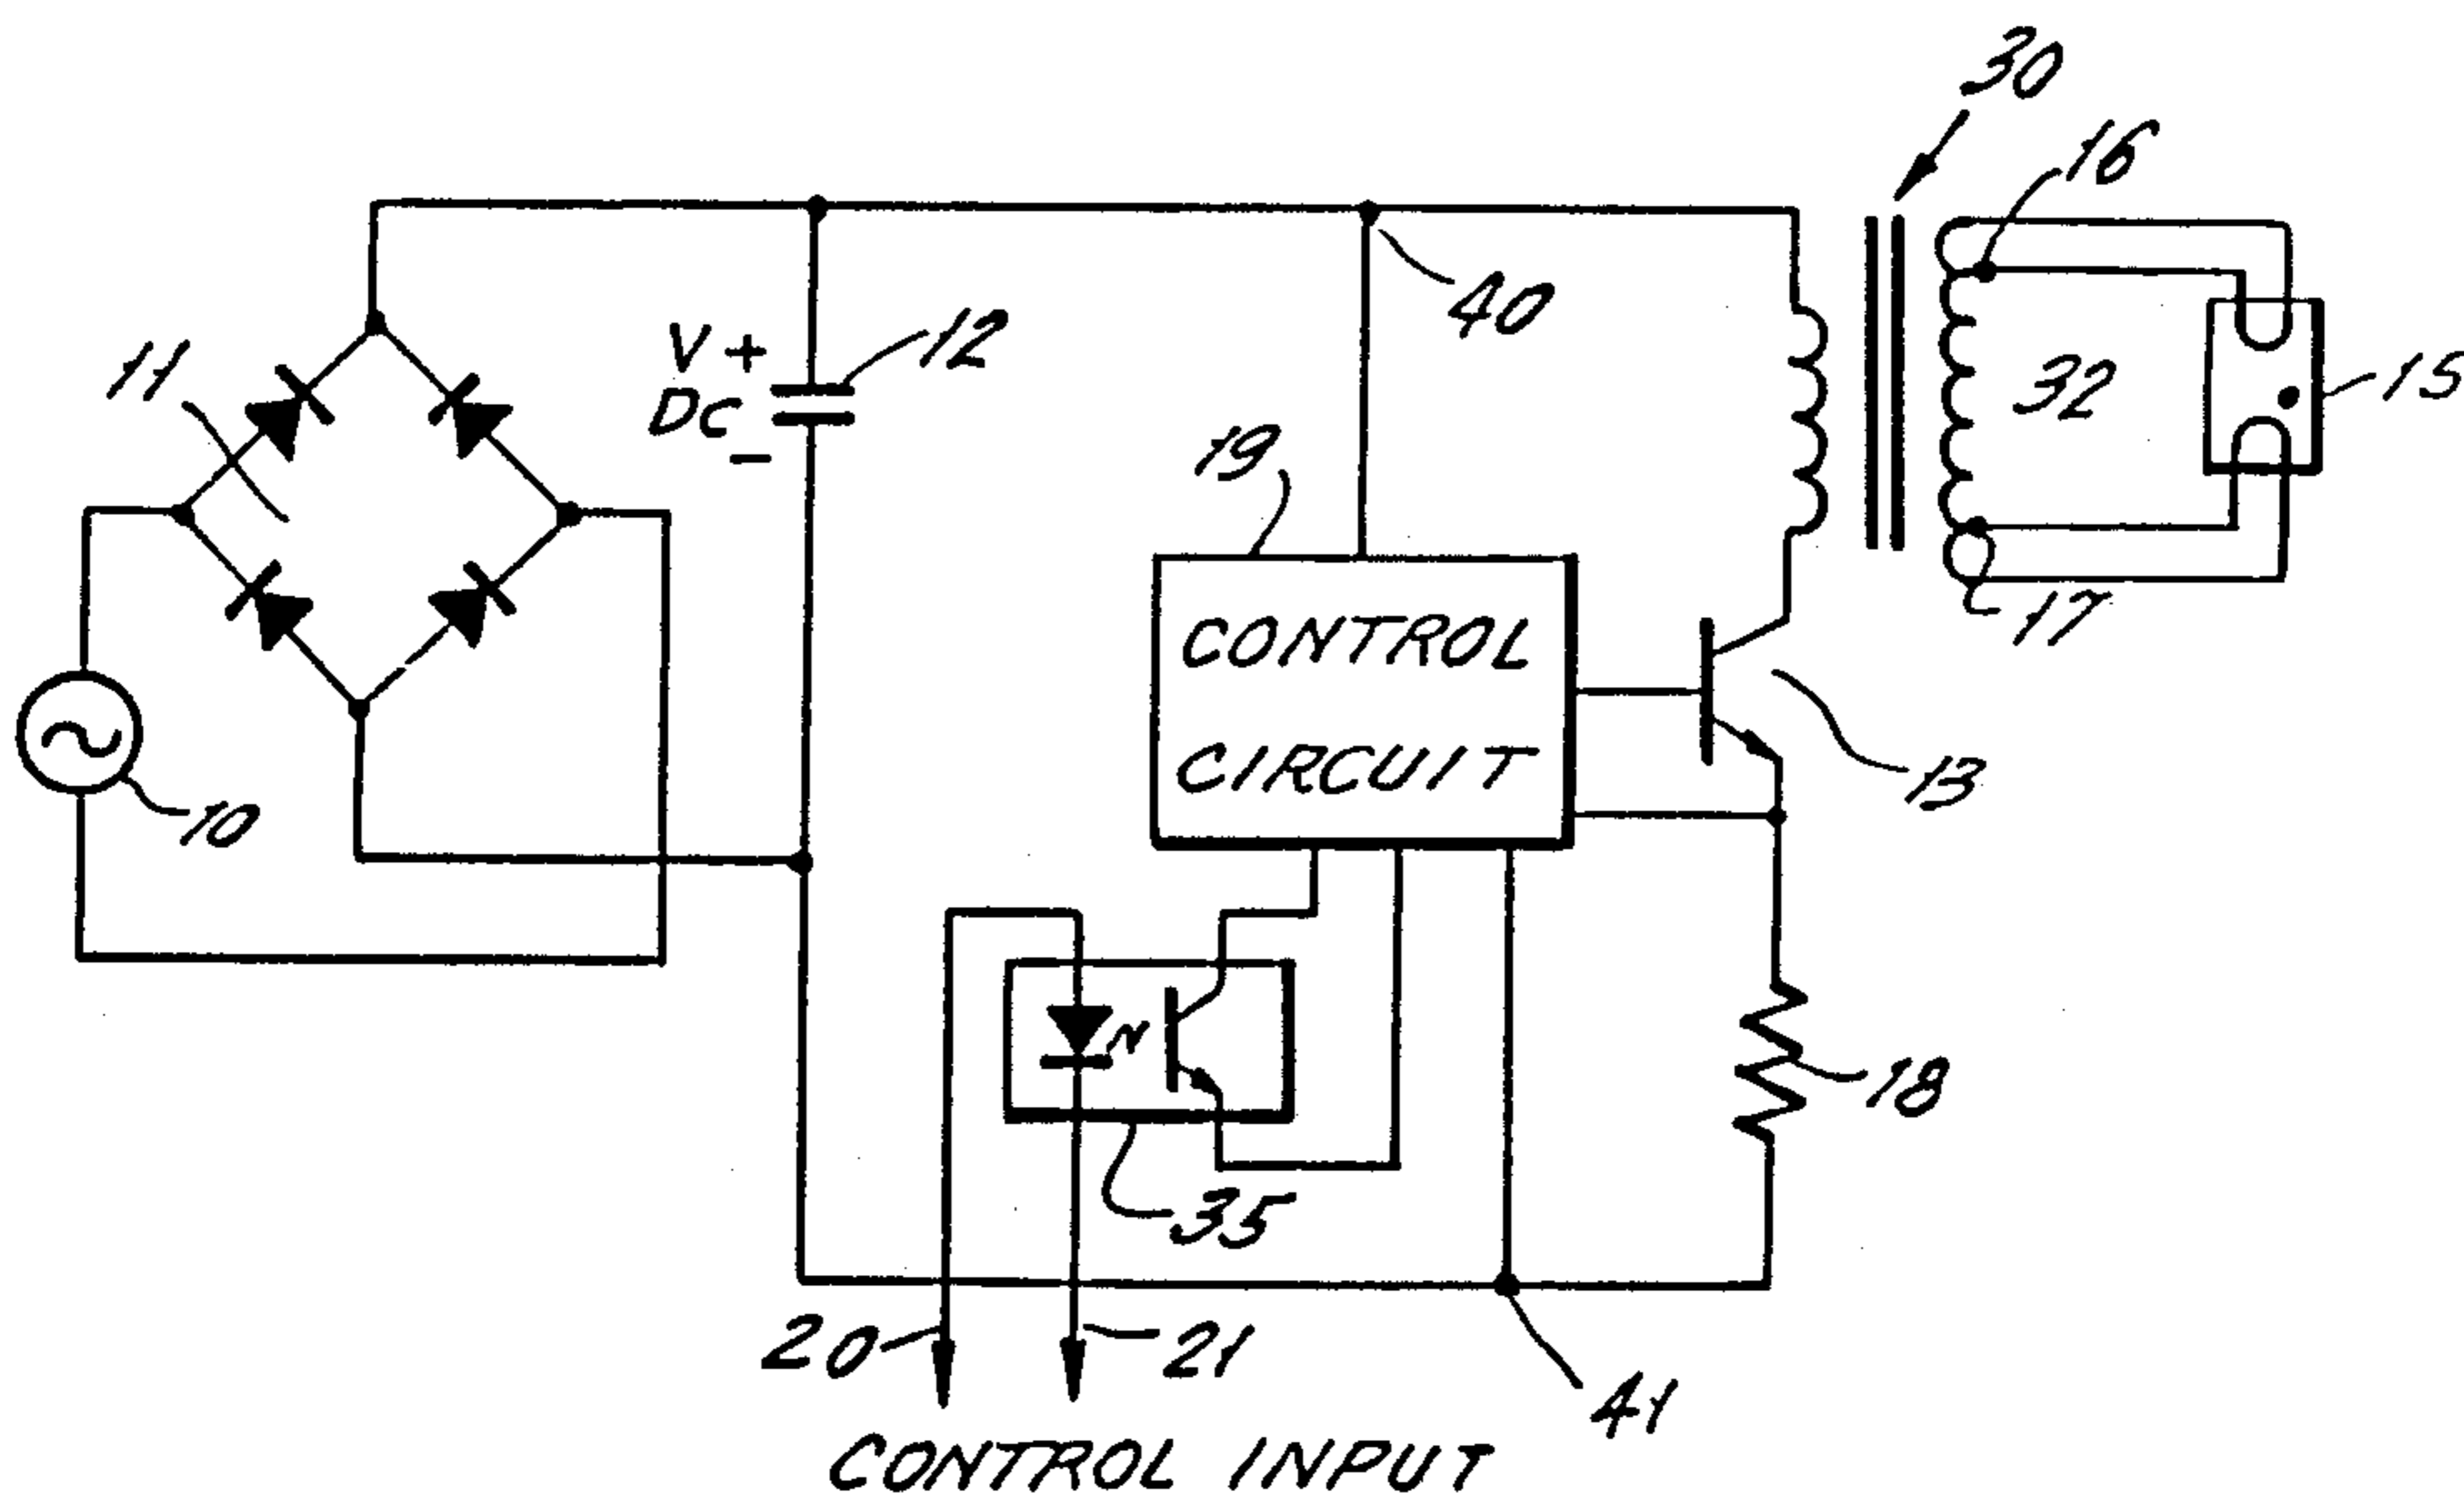 30
16
11
V +
DC
−
12
40
32
15
19
17
CONTROL
CIRCUIT
13
10
N
18
35
20
21
41
CONTROL INPUT